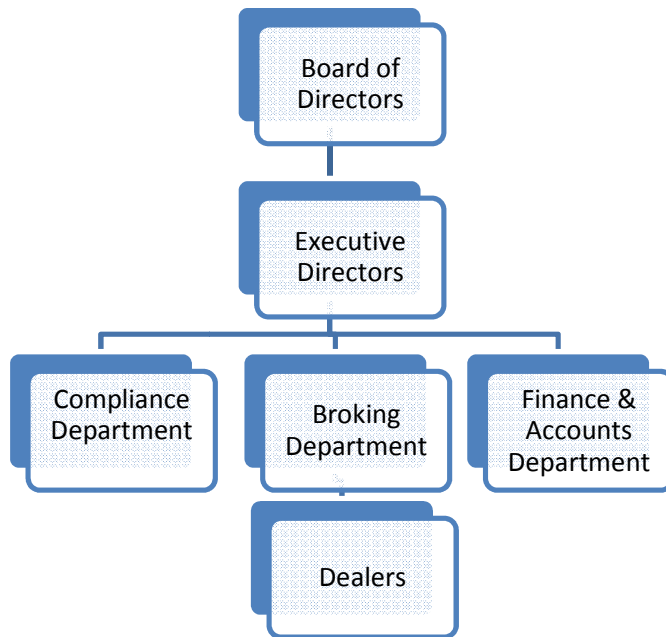 Board of
Directors
Executive
Directors
Compliance
Department
Broking
Department
Finance &
Accounts
Department
Dealers